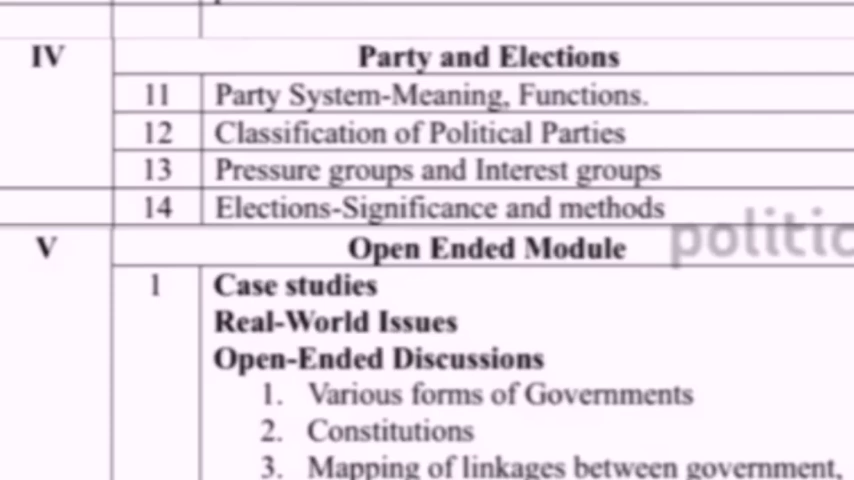 IV Party and Elections
11 Party System-Meaning, Functions.
12 Classification of Political Parties
13 Pressure groups and Interest groups
14 Elections-Significance and methods
politic
V Open Ended Module
1 Case studies
Real-World Issues
Open-Ended Discussions
1. Various forms of Governments
2. Constitutions
3. Mapping of linkages between government,